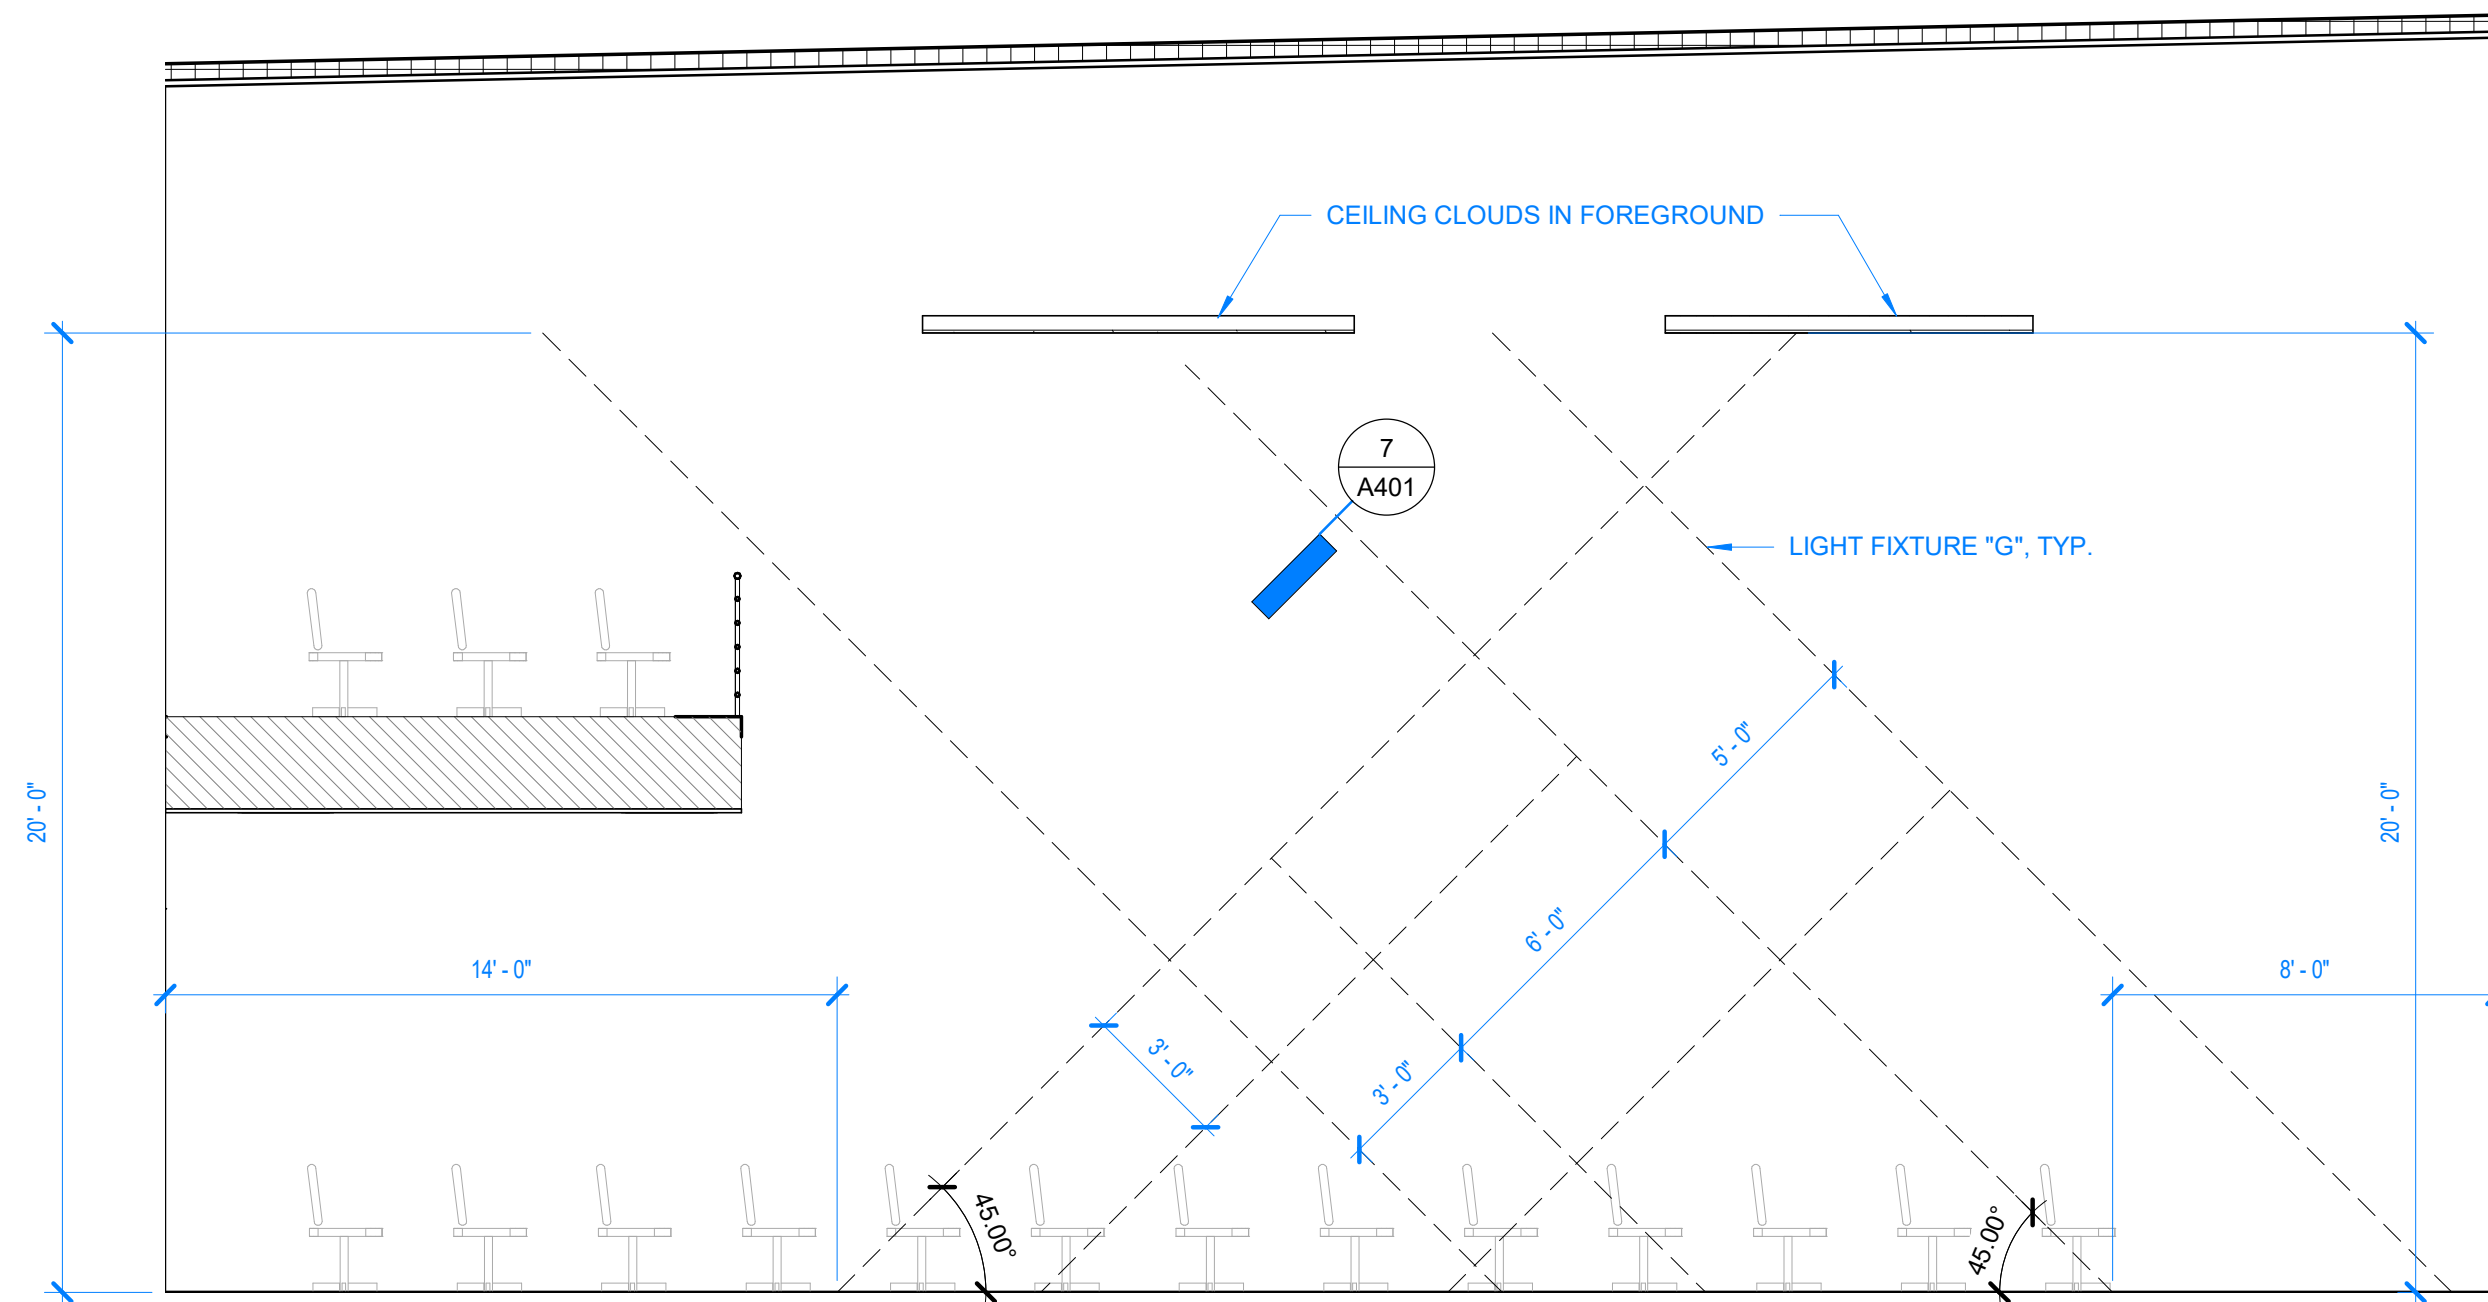 CEILING CLOUDS IN FOREGROUND
7
A401
LIGHT FIXTURE "G", TYP.
5' - 0"
20' - 0"
20' - 0"
6' - 0"
14' - 0"
8' - 0"
3' - 0"
3' - 0"
45.00°
45.00°